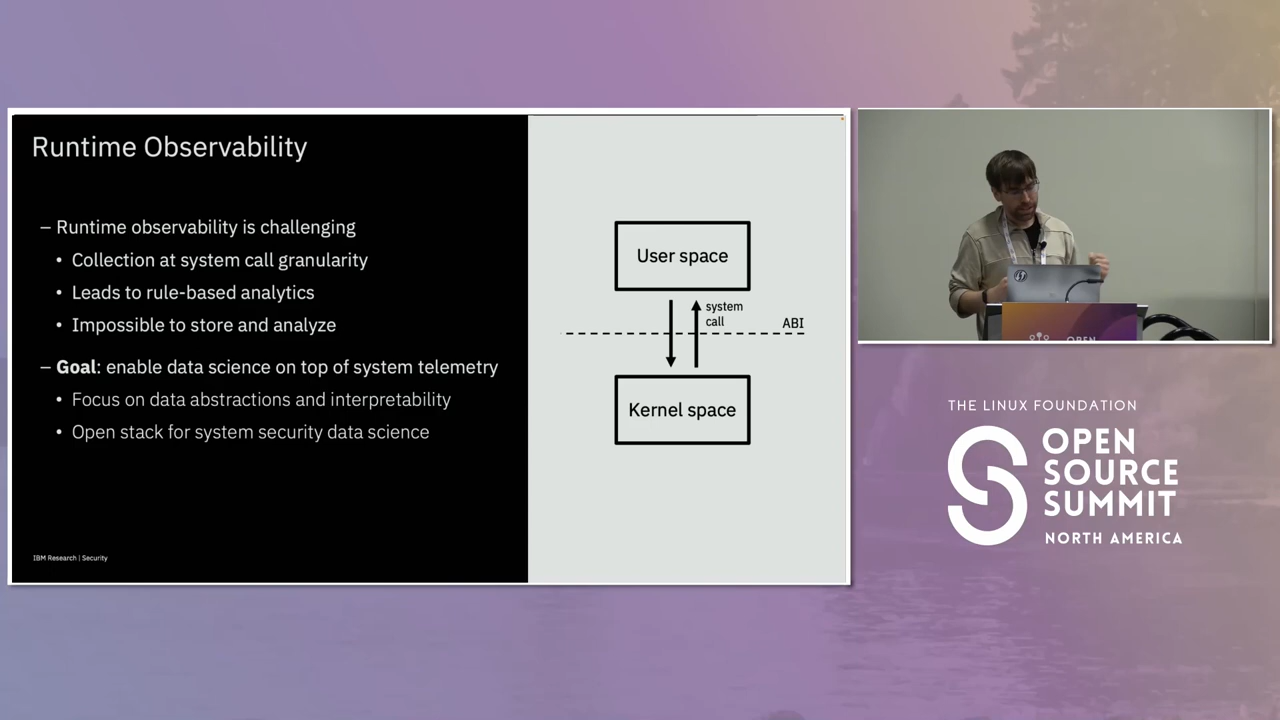 Runtime Observability
– Runtime observability is challenging
• Collection at system call granularity
• Leads to rule-based analytics
• Impossible to store and analyze
– Goal: enable data science on top of system telemetry
• Focus on data abstractions and interpretability
• Open stack for system security data science
IBM Research | Security
User space
system
call
ABI
Kernel space
OPEN
THE LINUX FOUNDATION
OPEN
SOURCE
SUMMIT
NORTH AMERICA